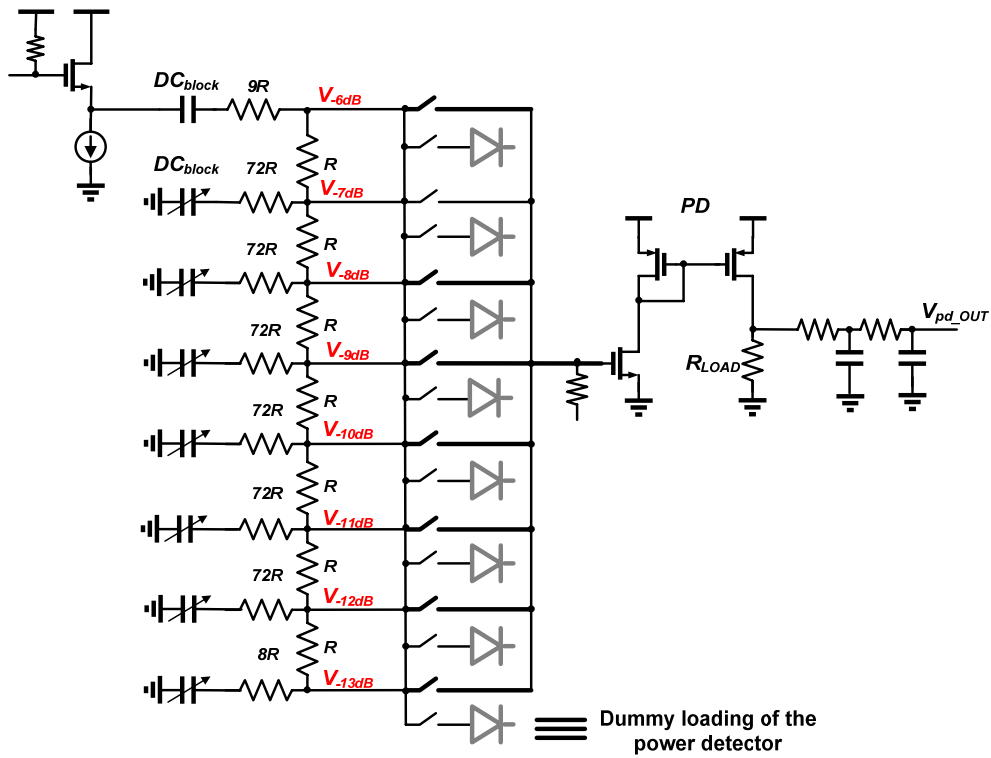 DCblock
9R
V-6dB
R
DCblock
72R
V-7dB
R
72R
V-8dB
R
72R
V-9dB
R
72R
V-10dB
R
72R
V-11dB
R
72R
V-12dB
R
8R
V-13dB
PD
RLOAD
Vpd_OUT
Dummy loading of the
power detector